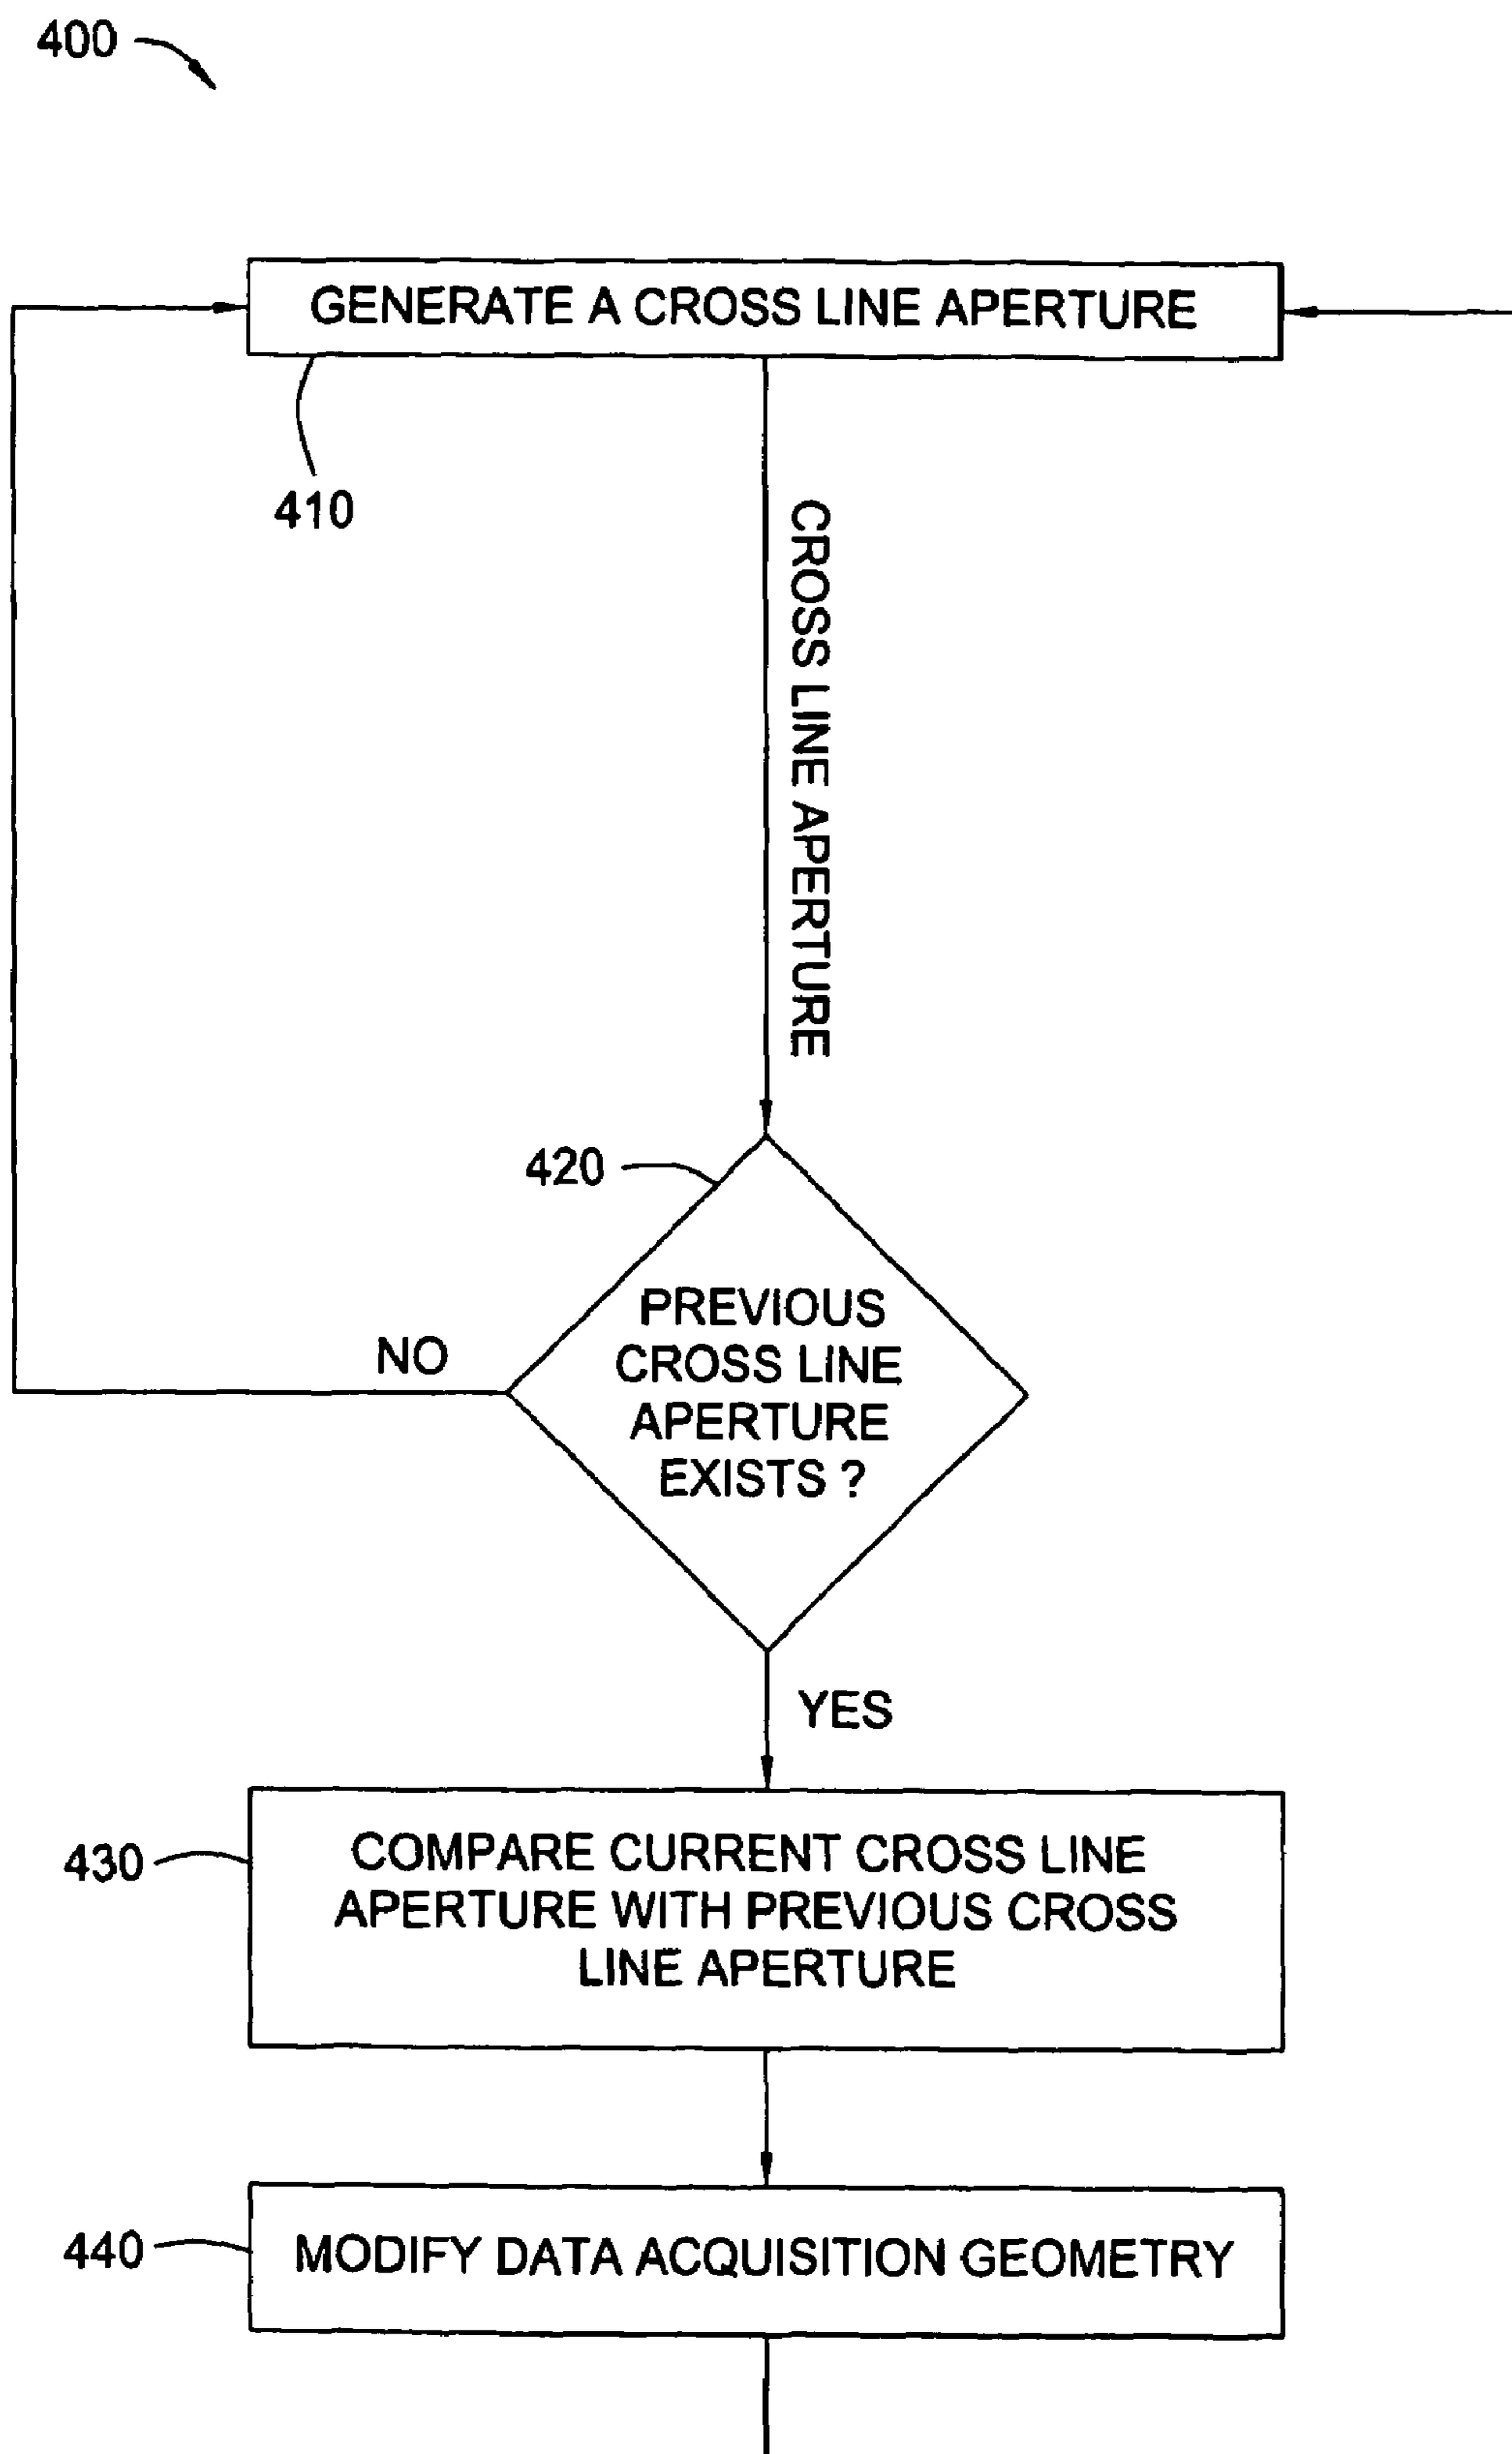 400
GENERATE A CROSS LINE APERTURE
410
CROSS LINE APERTURE
420
PREVIOUS
CROSS LINE
APERTURE
EXISTS ?
NO
YES
430
COMPARE CURRENT CROSS LINE
APERTURE WITH PREVIOUS CROSS
LINE APERTURE
440
MODIFY DATA ACQUISITION GEOMETRY